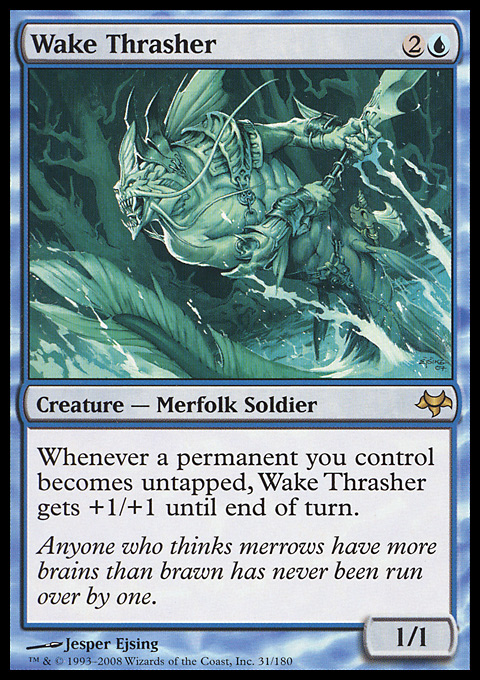 Wake Thrasher 2
EJSING
07
Creature — Merfolk Soldier
Whenever a permanent you control
becomes untapped, Wake Thrasher
gets +1/+1 until end of turn.
Anyone who thinks merrows have more
brains than brawn has never been run
over by one.
Jesper Ejsing
1/1
™ & © 1993–2008 Wizards of the Coast, Inc. 31/180